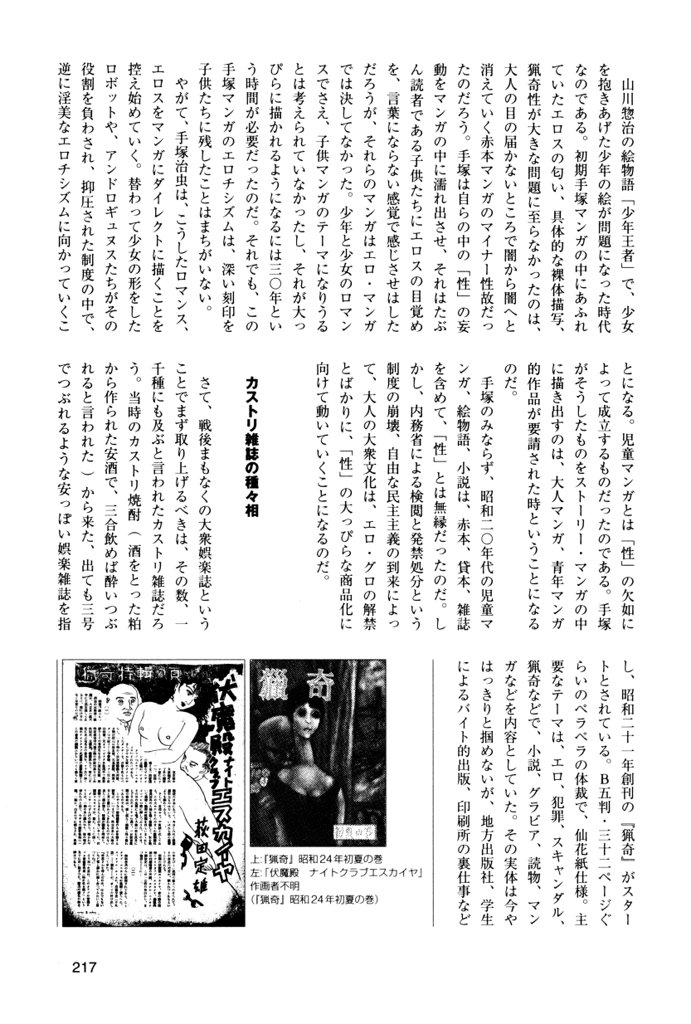 山川惣治の絵物語「少年王者」で、少女
を抱きあげた少年の絵が問題になった時代
なのである。初期手塚マンガの中にあふれ
ていたエロスの匂い、具体的な裸体描写、
猟奇性が大きな問題に至らなかったのは、
大人の目の届かないところで闇から闇へと
消えていく赤本マンガのマイナー性故だっ
たのだろう。手塚は自らの中の「性」の妄
動をマンガの中に濡れ出させ、それはたぶ
ん読者である子供たちにエロスの目覚め
を、言葉にならない感覚で感じさせはした
だろうが、それらのマンガはエロ・マンガ
では決してなかった。少年と少女のロマン
スでさえ、子供マンガのテーマになりうる
とは考えられていなかったし、それが大っ
ぴらに描かれるようになるには三〇年とい
う時間が必要だったのだ。それでも、この
手塚マンガのエロチシズムは、深い刻印を
子供たちに残したことはまちがいない。
やがて、手塚治虫は、こうしたロマンス、
エロスをマンガにダイレクトに描くことを
控え始めていく。替わって少女の形をした
ロボットや、アンドロギュヌスたちがその
役割を負わされ、抑圧された制度の中で、
逆に淫美なエロチシズムに向かっていくこ
とになる。児童マンガとは「性」の欠如に
よって成立するものだったのである。手塚
がそうしたものをストーリー・マンガの中
に描き出すのは、大人マンガ、青年マンガ
的作品が要請された時ということになる
のだ。
手塚のみならず、昭和二〇年代の児童マ
ンガ、絵物語、小説は、赤本、貸本、雑誌
を含めて、「性」とは無縁だったのだ。し
かし、内務省による検閲と発禁処分という
制度の崩壊、自由な民主主義の到来によっ
て、大人の大衆文化は、エロ・グロの解禁
とばかりに、「性」の大っぴらな商品化に
向けて動いていくことになるのだ。
カストリ雑誌の種々相
さて、戦後まもなくの大衆娯楽誌という
ことでまず取り上げるべきは、その数、一
千種にも及ぶと言われたカストリ雑誌だろ
う。当時のカストリ焼酎（酒をとった粕
から作られた安酒で、三合飲めば酔いつぶ
れると言われた）から来た、出ても三号
でつぶれるような安っぽい娯楽雑誌を指
し、昭和二十一年創刊の『猟奇』がスター
トとされている。Ｂ五判・三十二ページぐ
らいのペラペラの体裁で、仙花紙仕様。主
要なテーマは、エロ、犯罪、スキャンダル、
猟奇などで、小説、グラビア、読物、マン
ガなどを内容としていた。その実体は今や
はっきりと掴めないが、地方出版社、学生
によるバイト的出版、印刷所の裏仕事など
獵奇
伏魔殿
ナイトクラブ
エスカイヤ
荻田定雄
上:『猟奇』昭和24年初夏の巻
左:「伏魔殿　ナイトクラブエスカイヤ」
作画者不明
(『猟奇』昭和24年初夏の巻)
217